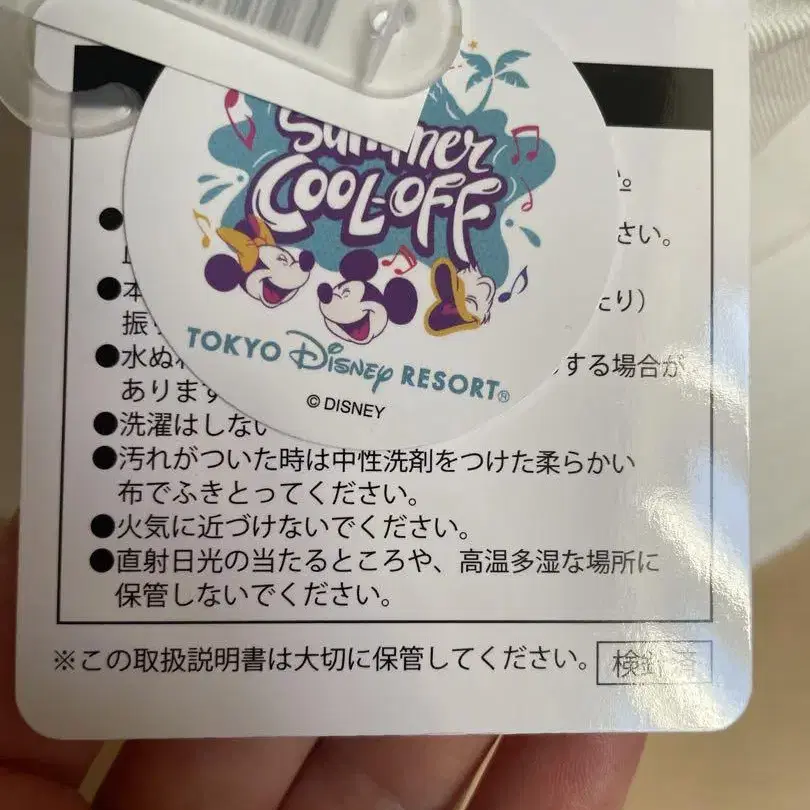 Summer
COOL-OFF
TOKYO Disney RESORT®
© DISNEY
さい。
●本
振
●水ぬ
する場合が
あります
●洗濯はしない
●汚れがついた時は中性洗剤をつけた柔らかい
布でふきとってください。
●火気に近づけないでください。
●直射日光の当たるところや、高温多湿な場所に
保管しないでください。
※この取扱説明書は大切に保管してください。
検針済